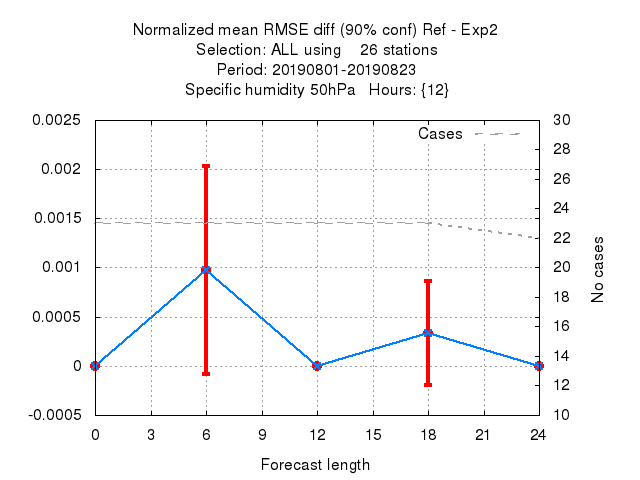 Normalized mean RMSE diff (90% conf) Ref - Exp2
Selection: ALL using    26 stations
Period: 20190801-20190823
Specific humidity 50hPa   Hours: {12}
Cases
0.0025
0.002
0.0015
0.001
0.0005
0
-0.0005
30
28
26
24
22
20
18
16
14
12
10
No cases
0 3 6 9 12 15 18 21 24
Forecast length